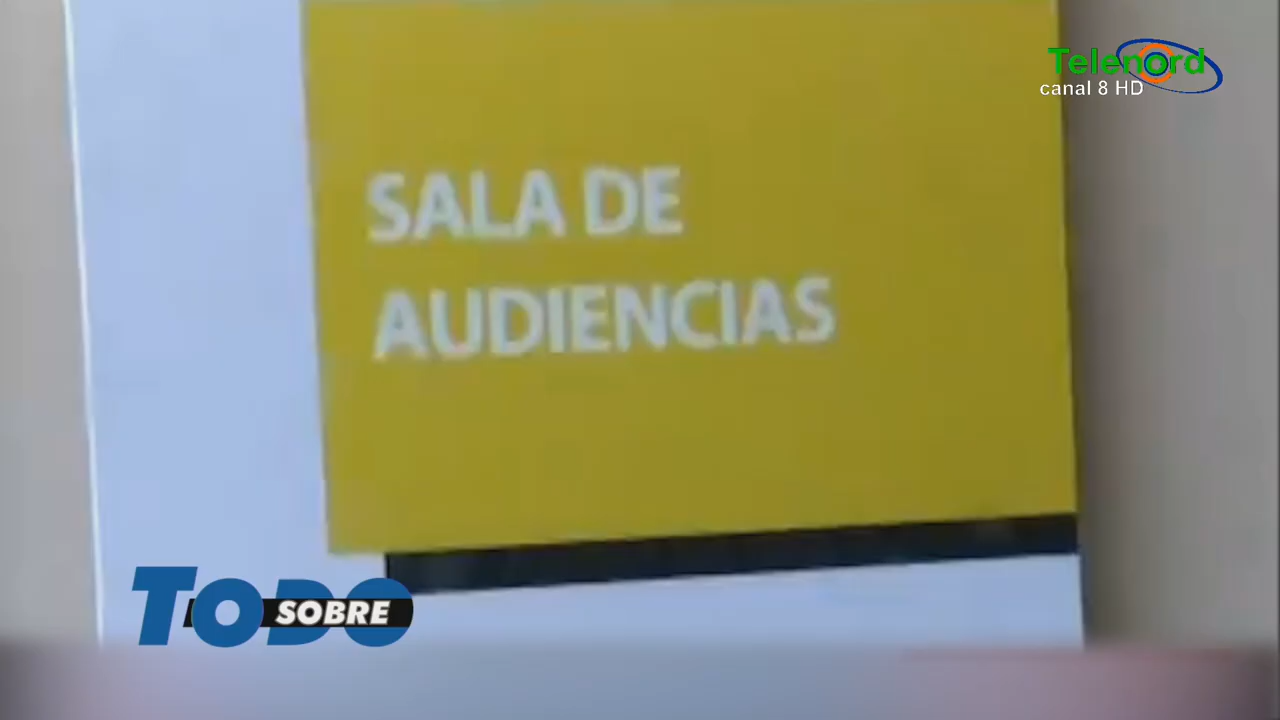 Telenord
canal 8 HD
SALA DE
AUDIENCIAS
TODO
SOBRE